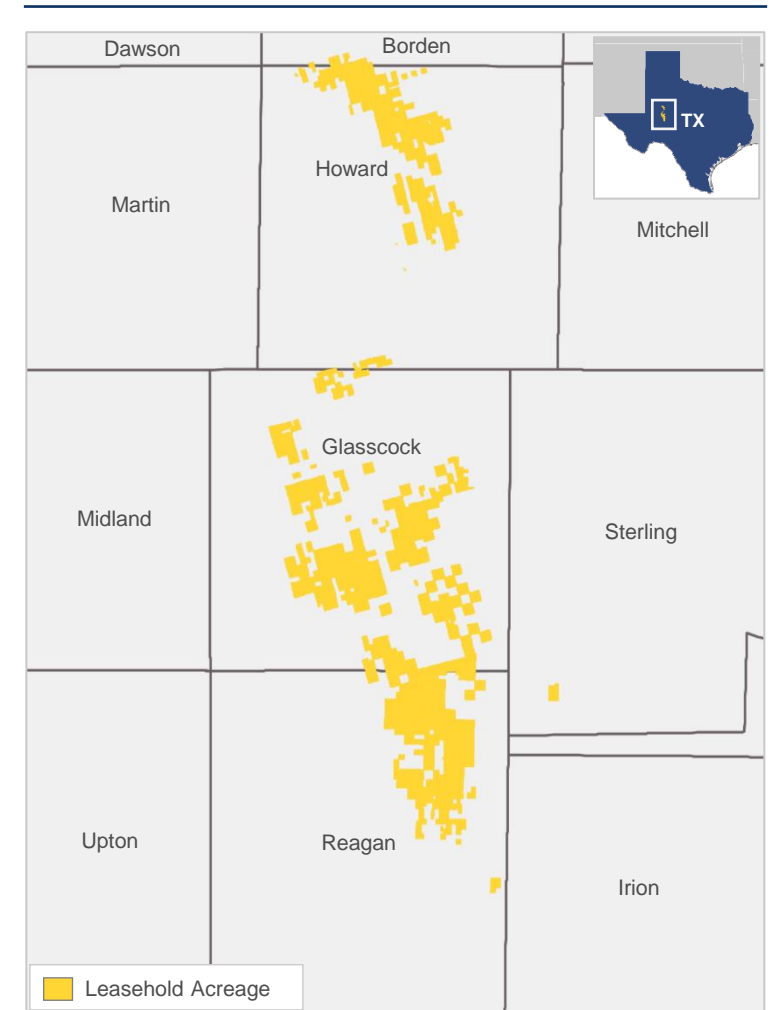 Dawson
Borden
TX
Howard
Martin
Mitchell
Glasscock
Midland
Sterling
Upton
Reagan
Irion
Leasehold Acreage